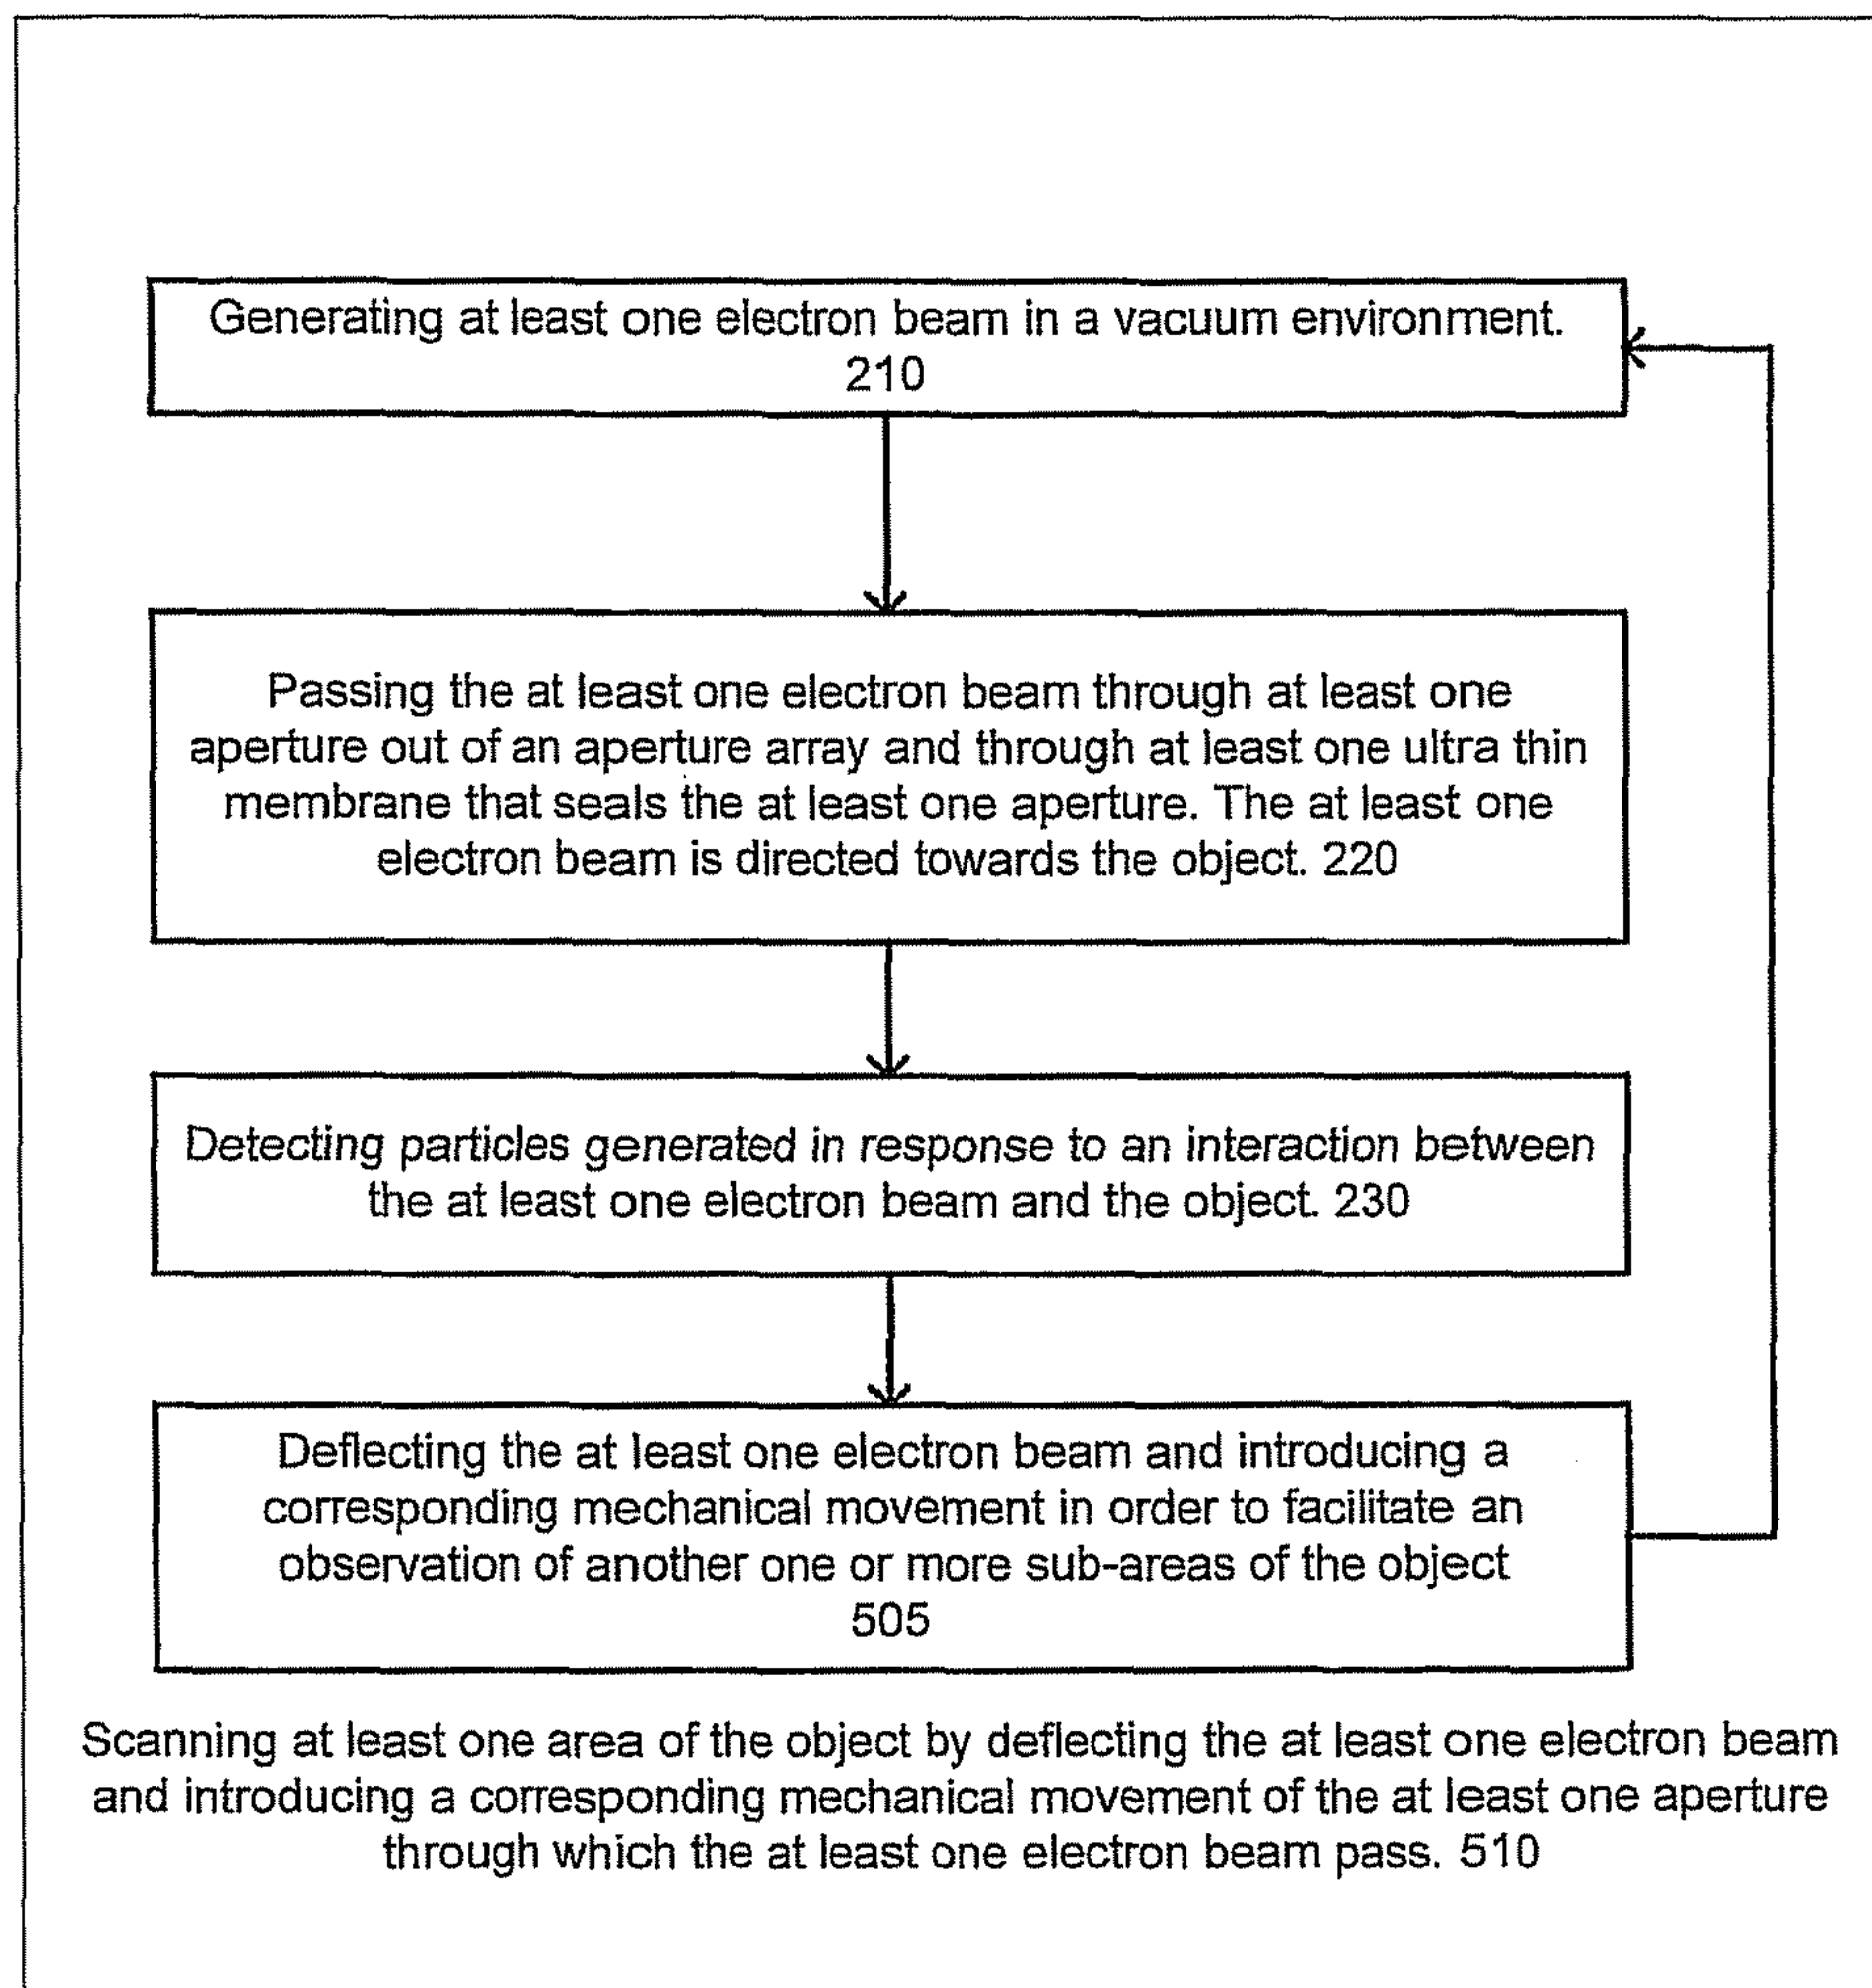 Generating at least one electron beam in a vacuum environment.
210
Passing the at least one electron beam through at least one
aperture out of an aperture array and through at least one ultra thin
membrane that seals the at least one aperture. The at least one
electron beam is directed towards the object. 220
Detecting particles generated in response to an interaction between
the at least one electron beam and the object. 230
Deflecting the at least one electron beam and introducing a
corresponding mechanical movement in order to facilitate an
observation of another one or more sub-areas of the object
505
Scanning at least one area of the object by deflecting the at least one electron beam
and introducing a corresponding mechanical movement of the at least one aperture
through which the at least one electron beam pass. 510